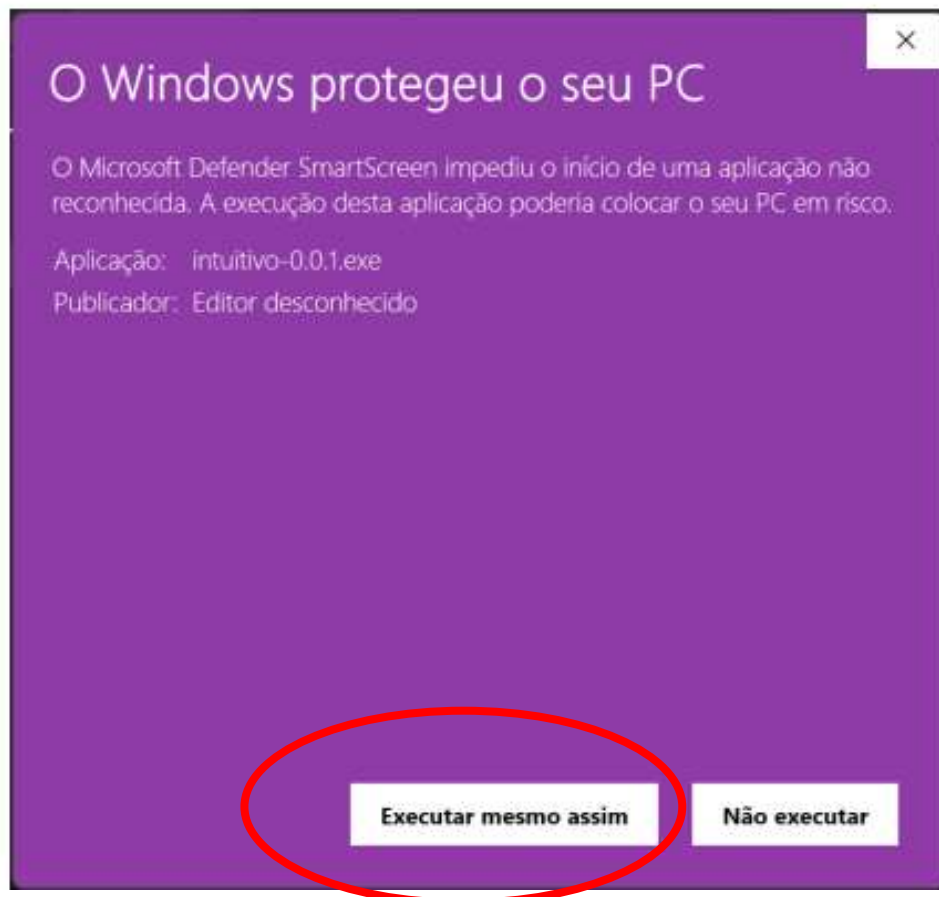 O Windows protegeu o seu PC
O Microsoft Defender SmartScreen impediu o início de uma aplicação não
reconhecida. A execução desta aplicação poderia colocar o seu PC em risco.
Aplicação: intuitivo-0.0.1.exe
Publicador: Editor desconhecido
Executar mesmo assim Não executar